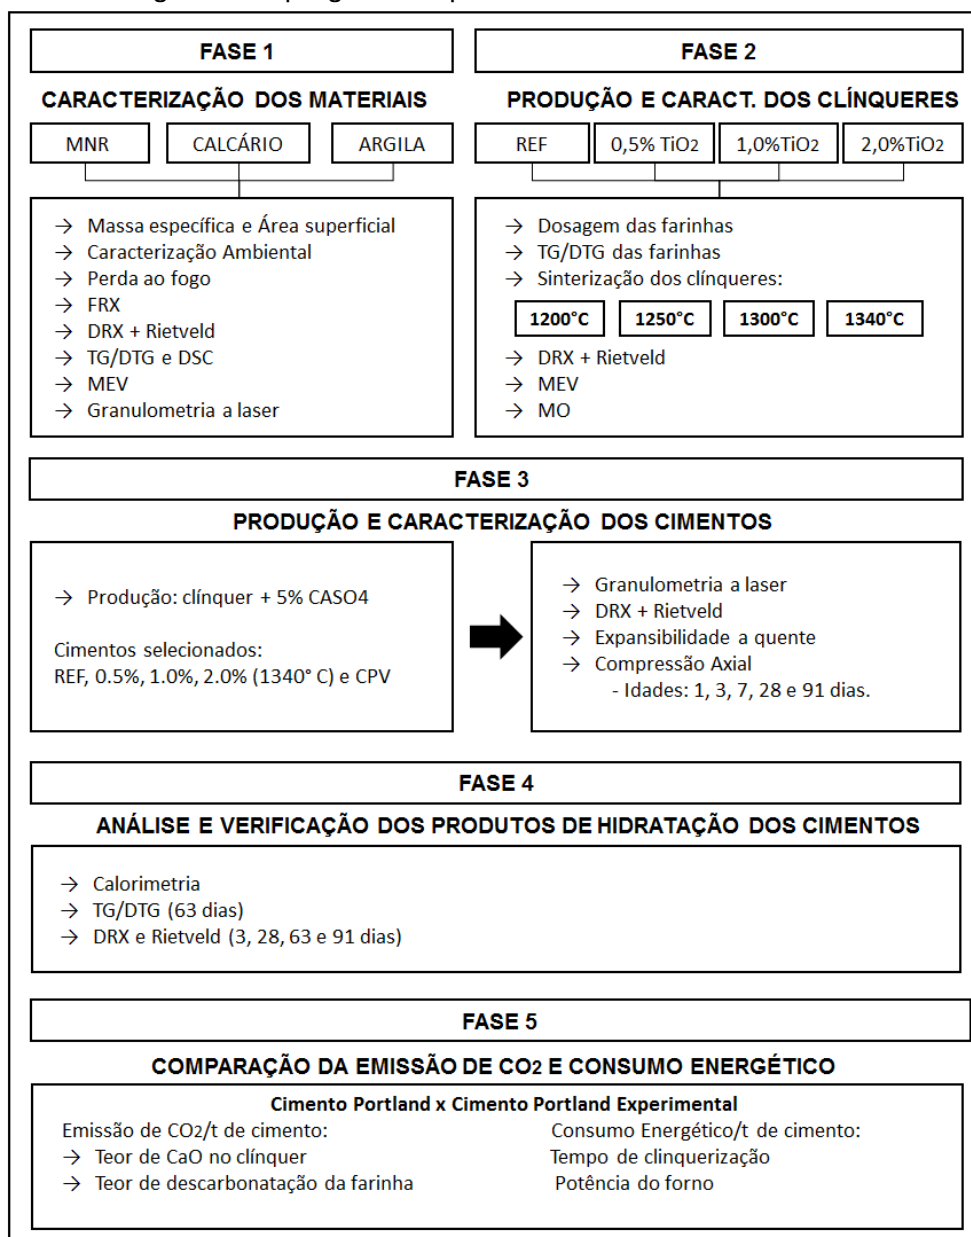 FASE 1
CARACTERIZAÇÃO DOS MATERIAIS
MNR
CALCÁRIO
ARGILA
→ Massa específica e Área superficial
→ Caracterização Ambiental
→ Perda ao fogo
→ FRX
→ DRX + Rietveld
→ TG/DTG e DSC
→ MEV
→ Granulometria a laser
FASE 2
PRODUÇÃO E CARACT. DOS CLÍNQUERES
REF
0,5% TiO2
1,0%TiO2
2,0%TiO2
→ Dosagem das farinhas
→ TG/DTG das farinhas
→ Sinterização dos clínqueres:
1200°C
1250°C
1300°C
1340°C
→ DRX + Rietveld
→ MEV
→ MO
FASE 3
PRODUÇÃO E CARACTERIZAÇÃO DOS CIMENTOS
→ Produção: clínquer + 5% CASO4
Cimentos selecionados:
REF, 0.5%, 1.0%, 2.0% (1340° C) e CPV
→ Granulometria a laser
→ DRX + Rietveld
→ Expansibilidade a quente
→ Compressão Axial
- Idades: 1, 3, 7, 28 e 91 dias.
FASE 4
ANÁLISE E VERIFICAÇÃO DOS PRODUTOS DE HIDRATAÇÃO DOS CIMENTOS
→ Calorimetria
→ TG/DTG (63 dias)
→ DRX e Rietveld (3, 28, 63 e 91 dias)
FASE 5
COMPARAÇÃO DA EMISSÃO DE CO2 E CONSUMO ENERGÉTICO
Cimento Portland x Cimento Portland Experimental
Emissão de CO2/t de cimento:
→ Teor de CaO no clínquer
→ Teor de descarbonatação da farinha
Consumo Energético/t de cimento:
Tempo de clinquerização
Potência do forno